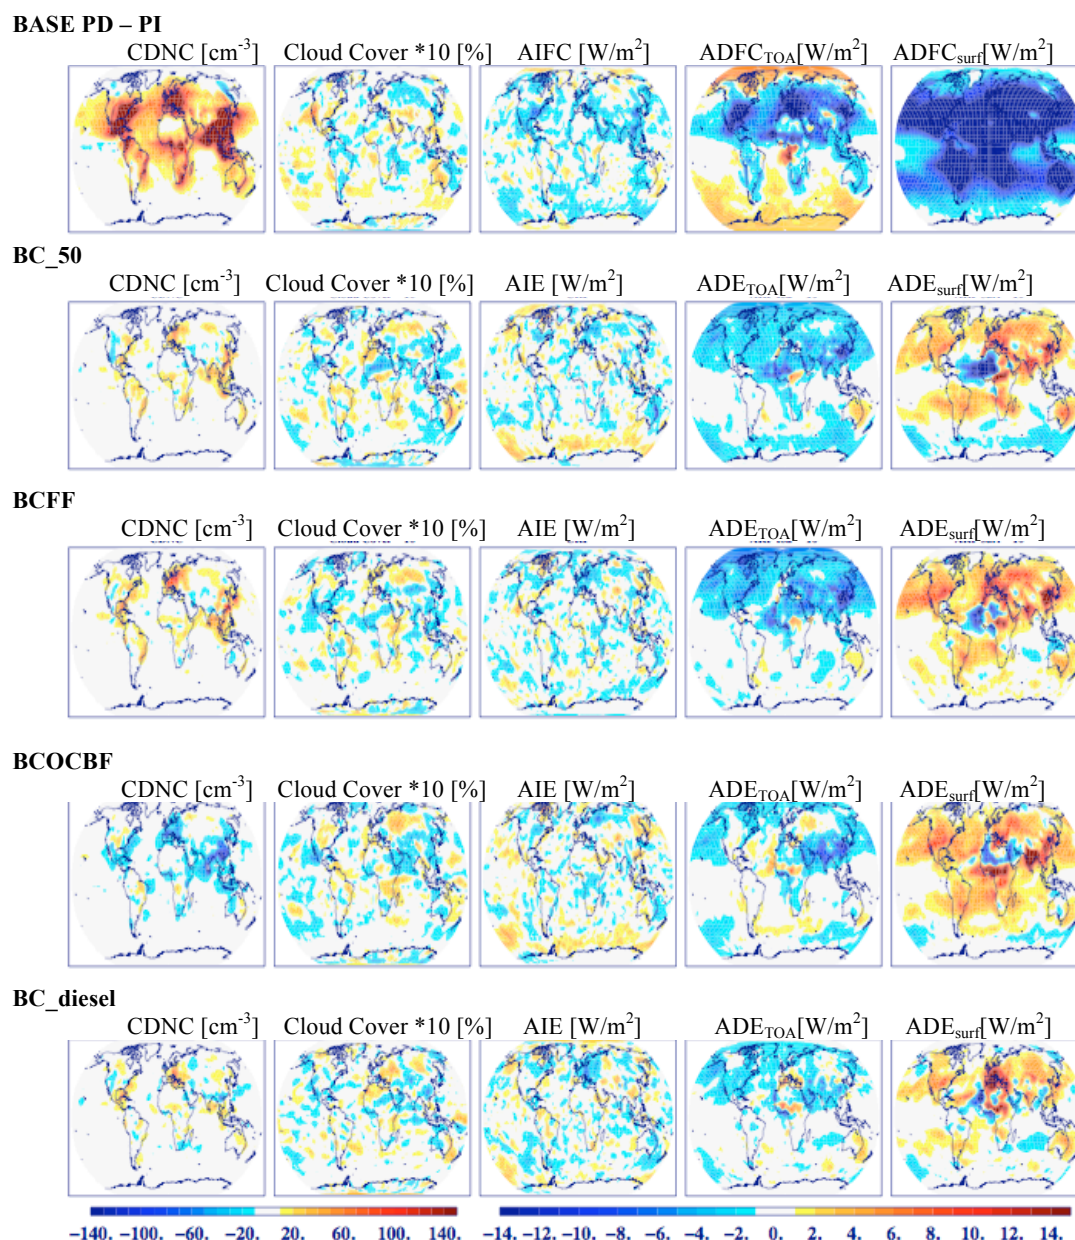 BASE PD – PI
CDNC [cm-3] Cloud Cover *10 [%] AIFC [W/m2] ADFCTOA[W/m2] ADFCsurf[W/m2]
BC_50
CDNC [cm-3] Cloud Cover *10 [%] AIE [W/m2] ADETOA[W/m2] ADEsurf[W/m2]
BCFF
CDNC [cm-3] Cloud Cover *10 [%] AIE [W/m2] ADETOA[W/m2] ADEsurf[W/m2]
BCOCBF
CDNC [cm-3] Cloud Cover *10 [%] AIE [W/m2] ADETOA[W/m2] ADEsurf[W/m2]
BC_diesel
CDNC [cm-3] Cloud Cover *10 [%] AIE [W/m2] ADETOA[W/m2] ADEsurf[W/m2]
−140. −100. −60. −20. 20. 60. 100. 140. −14. −12. −10. −8. −6. −4. −2. 2. 4. 6. 8. 10. 12. 14.